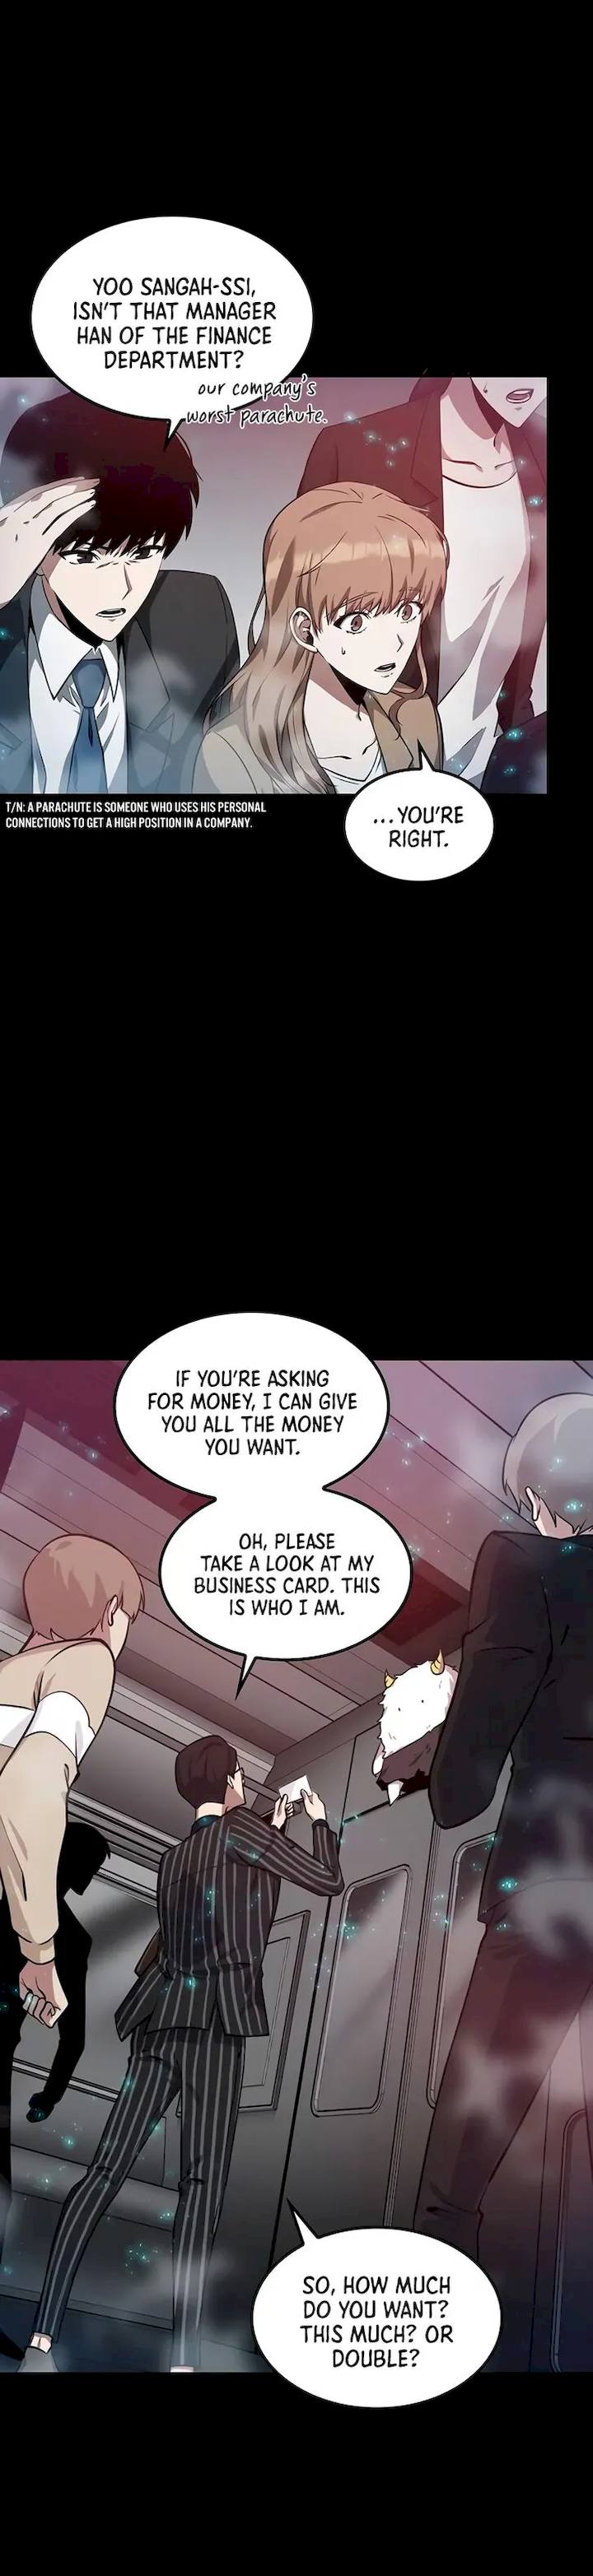 YOO SANGAH-SSI,
ISN'T THAT MANAGER
HAN OF THE FINANCE
DEPARTMENT?
our company's
worst parachute.
T/N: A PARACHUTE IS SOMEONE WHO USES HIS PERSONAL
CONNECTIONS TO GET A HIGH POSITION IN A COMPANY.
...YOU'RE
RIGHT.
IF YOU'RE ASKING
FOR MONEY, I CAN GIVE
YOU ALL THE MONEY
YOU WANT.
OH, PLEASE
TAKE A LOOK AT MY
BUSINESS CARD. THIS
IS WHO I AM.
SO, HOW MUCH
DO YOU WANT?
THIS MUCH? OR
DOUBLE?